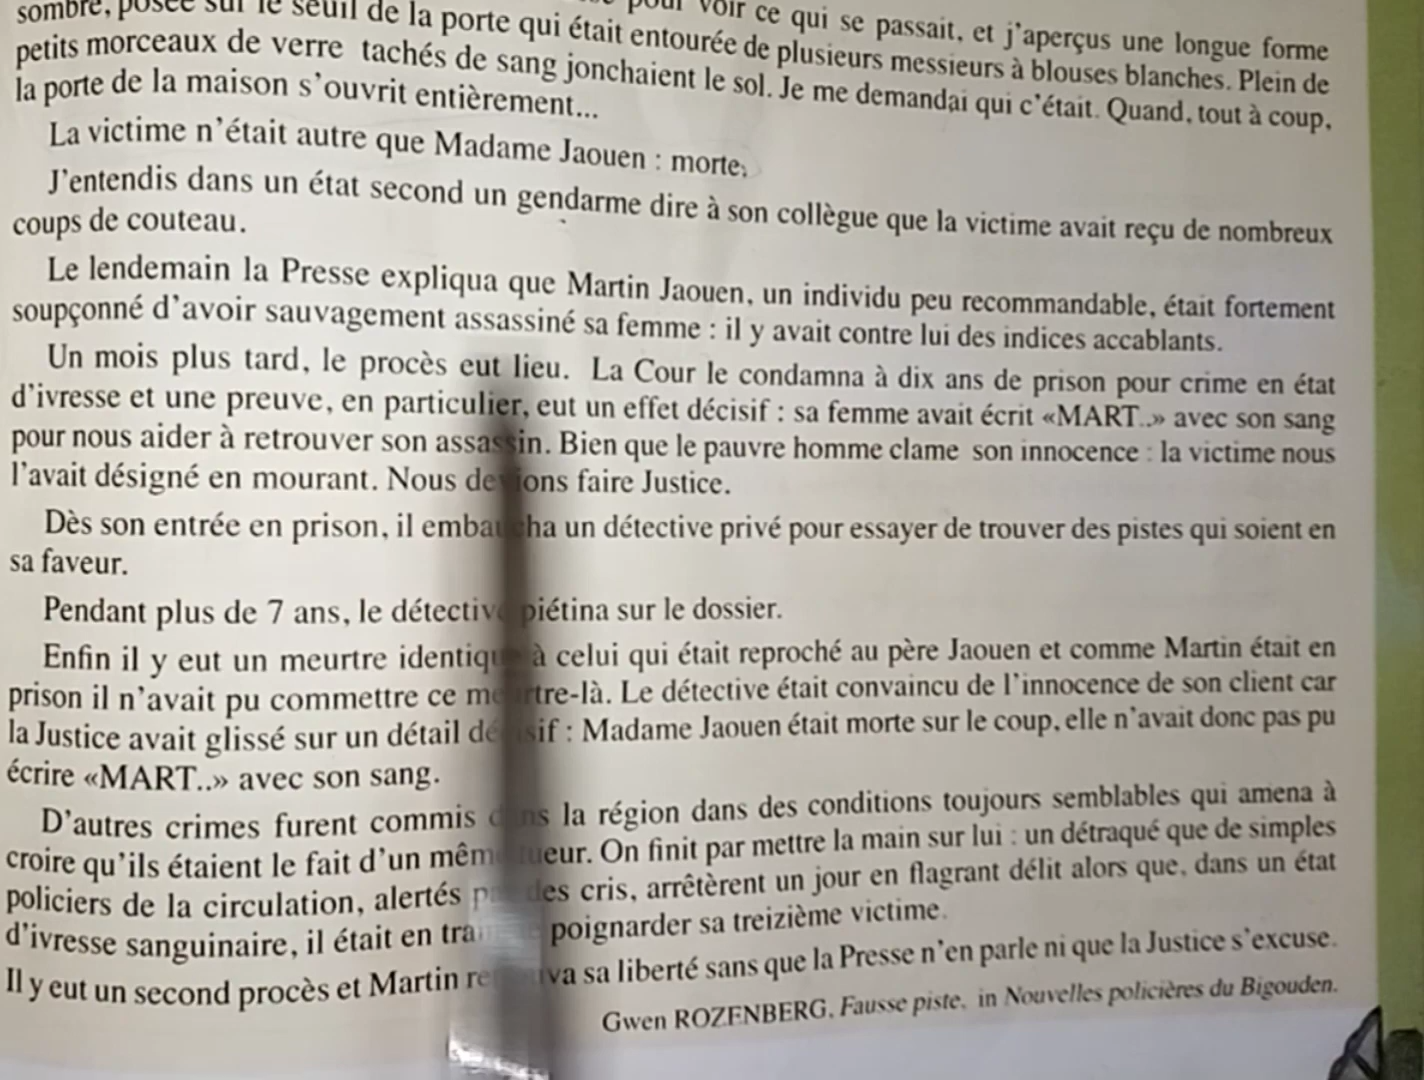 pour voir ce qui se passait, et j'aperçus une longue forme
sombre, posée sur le seuil de la porte qui était entourée de plusieurs messieurs à blouses blanches. Plein de
petits morceaux de verre tachés de sang jonchaient le sol. Je me demandai qui c'était. Quand, tout à coup,
la porte de la maison s'ouvrit entièrement...
La victime n'était autre que Madame Jaouen : morte,
J'entendis dans un état second un gendarme dire à son collègue que la victime avait reçu de nombreux
coups de couteau.
Le lendemain la Presse expliqua que Martin Jaouen, un individu peu recommandable, était fortement
soupçonné d'avoir sauvagement assassiné sa femme : il y avait contre lui des indices accablants.
Un mois plus tard, le procès eut lieu. La Cour le condamna à dix ans de prison pour crime en état
d'ivresse et une preuve, en particulier, eut un effet décisif : sa femme avait écrit «MART..» avec son sang
pour nous aider à retrouver son assassin. Bien que le pauvre homme clame son innocence : la victime nous
l'avait désigné en mourant. Nous devions faire Justice.
Dès son entrée en prison, il embaucha un détective privé pour essayer de trouver des pistes qui soient en
sa faveur.
Pendant plus de 7 ans, le détective piétina sur le dossier.
Enfin il y eut un meurtre identique à celui qui était reproché au père Jaouen et comme Martin était en
prison il n'avait pu commettre ce meurtre-là. Le détective était convaincu de l'innocence de son client car
la Justice avait glissé sur un détail décisif : Madame Jaouen était morte sur le coup, elle n'avait donc pas pu
écrire «MART..» avec son sang.
D'autres crimes furent commis dans la région dans des conditions toujours semblables qui amena à
croire qu'ils étaient le fait d'un même tueur. On finit par mettre la main sur lui : un détraqué que de simples
policiers de la circulation, alertés par des cris, arrêtèrent un jour en flagrant délit alors que, dans un état
d'ivresse sanguinaire, il était en train de poignarder sa treizième victime.
Il y eut un second procès et Martin retrouva sa liberté sans que la Presse n'en parle ni que la Justice s'excuse.
Gwen ROZENBERG, Fausse piste, in Nouvelles policières du Bigouden.